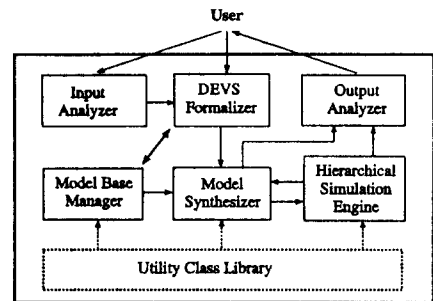 User
Input
Analyzer
DEVS
Formalizer
Output
Analyzer
Model Base
Manager
Model
Synthesizer
Hierarchical
Simulation
Engine
Utility Class Library